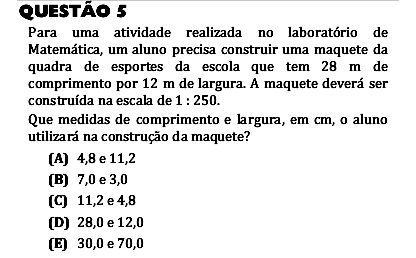 QUESTÃO 5
Para uma atividade realizada no laboratório de
Matemática, um aluno precisa construir uma maquete da
quadra de esportes da escola que tem 28 m de
comprimento por 12 m de largura. A maquete deverá ser
construída na escala de 1 : 250.
Que medidas de comprimento e largura, em cm, o aluno
utilizará na construção da maquete?
(A) 4,8 e 11,2
(B) 7,0 e 3,0
(C) 11,2 e 4,8
(D) 28,0 e 12,0
(E) 30,0 e 70,0